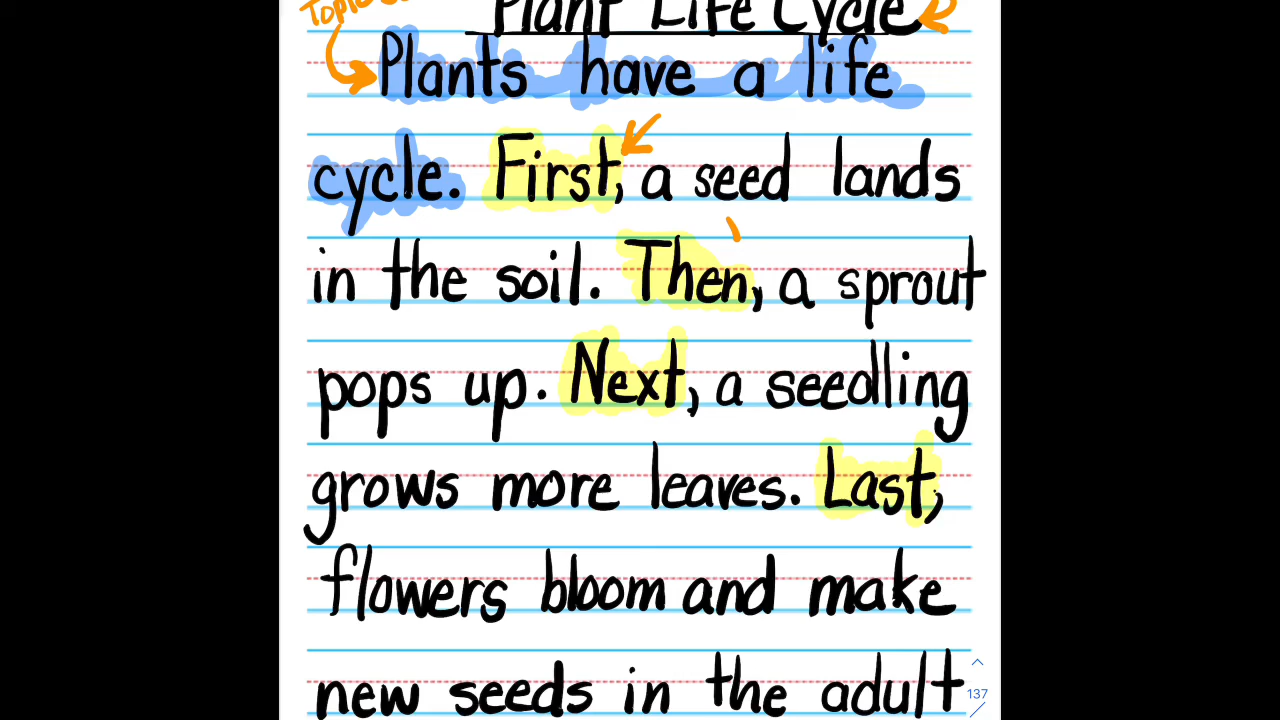 Topic
Plant Life Cycle
Plants have a life
cycle. First, a seed lands
in the soil. Then, a sprout
pops up. Next, a seedling
grows more leaves. Last,
flowers bloom and make
new seeds in the adult
137